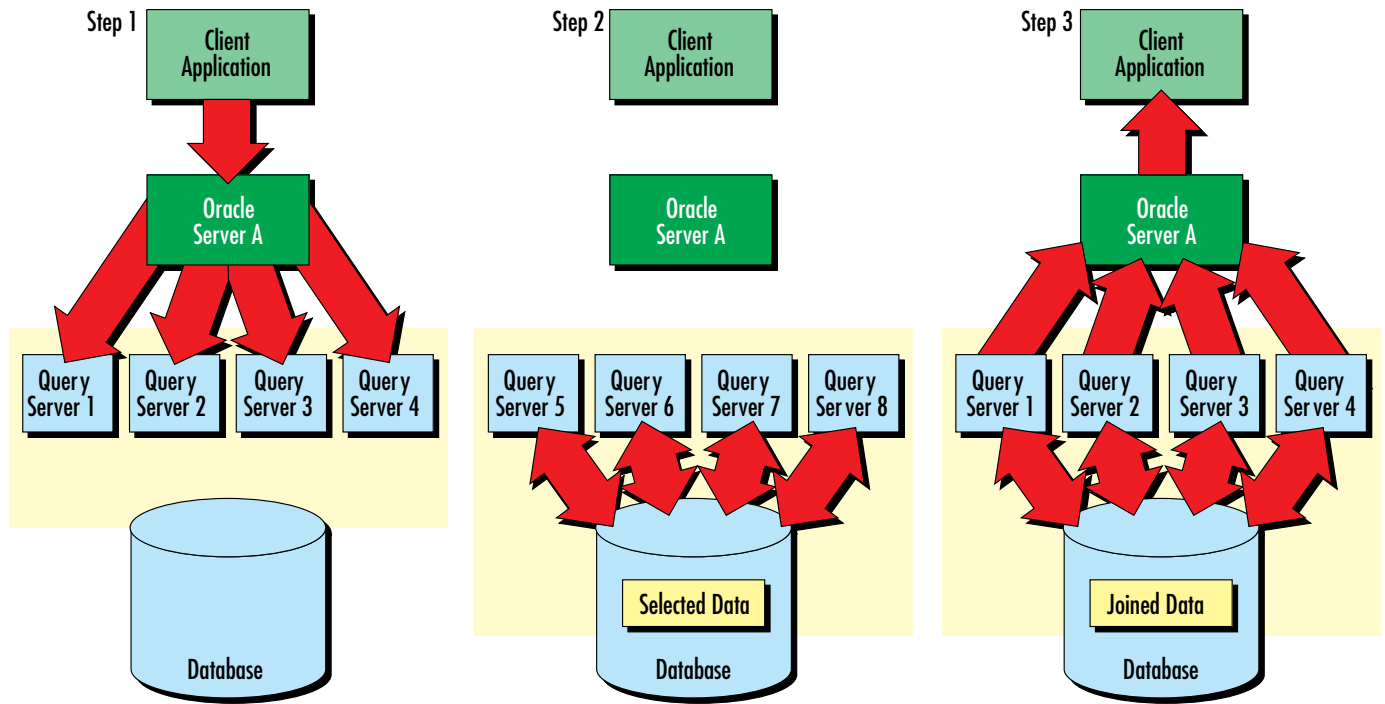 Step 1
Client
Application
Oracle
Server A
Query
Server 1
Query
Server 2
Query
Server 3
Query
Server 4
Database
Step 2
Client
Application
Oracle
Server A
Query
Server 5
Query
Server 6
Query
Server 7
Query
Server 8
Selected Data
Database
Step 3
Client
Application
Oracle
Server A
Query
Server 1
Query
Server 2
Query
Server 3
Query
Server 4
Joined Data
Database